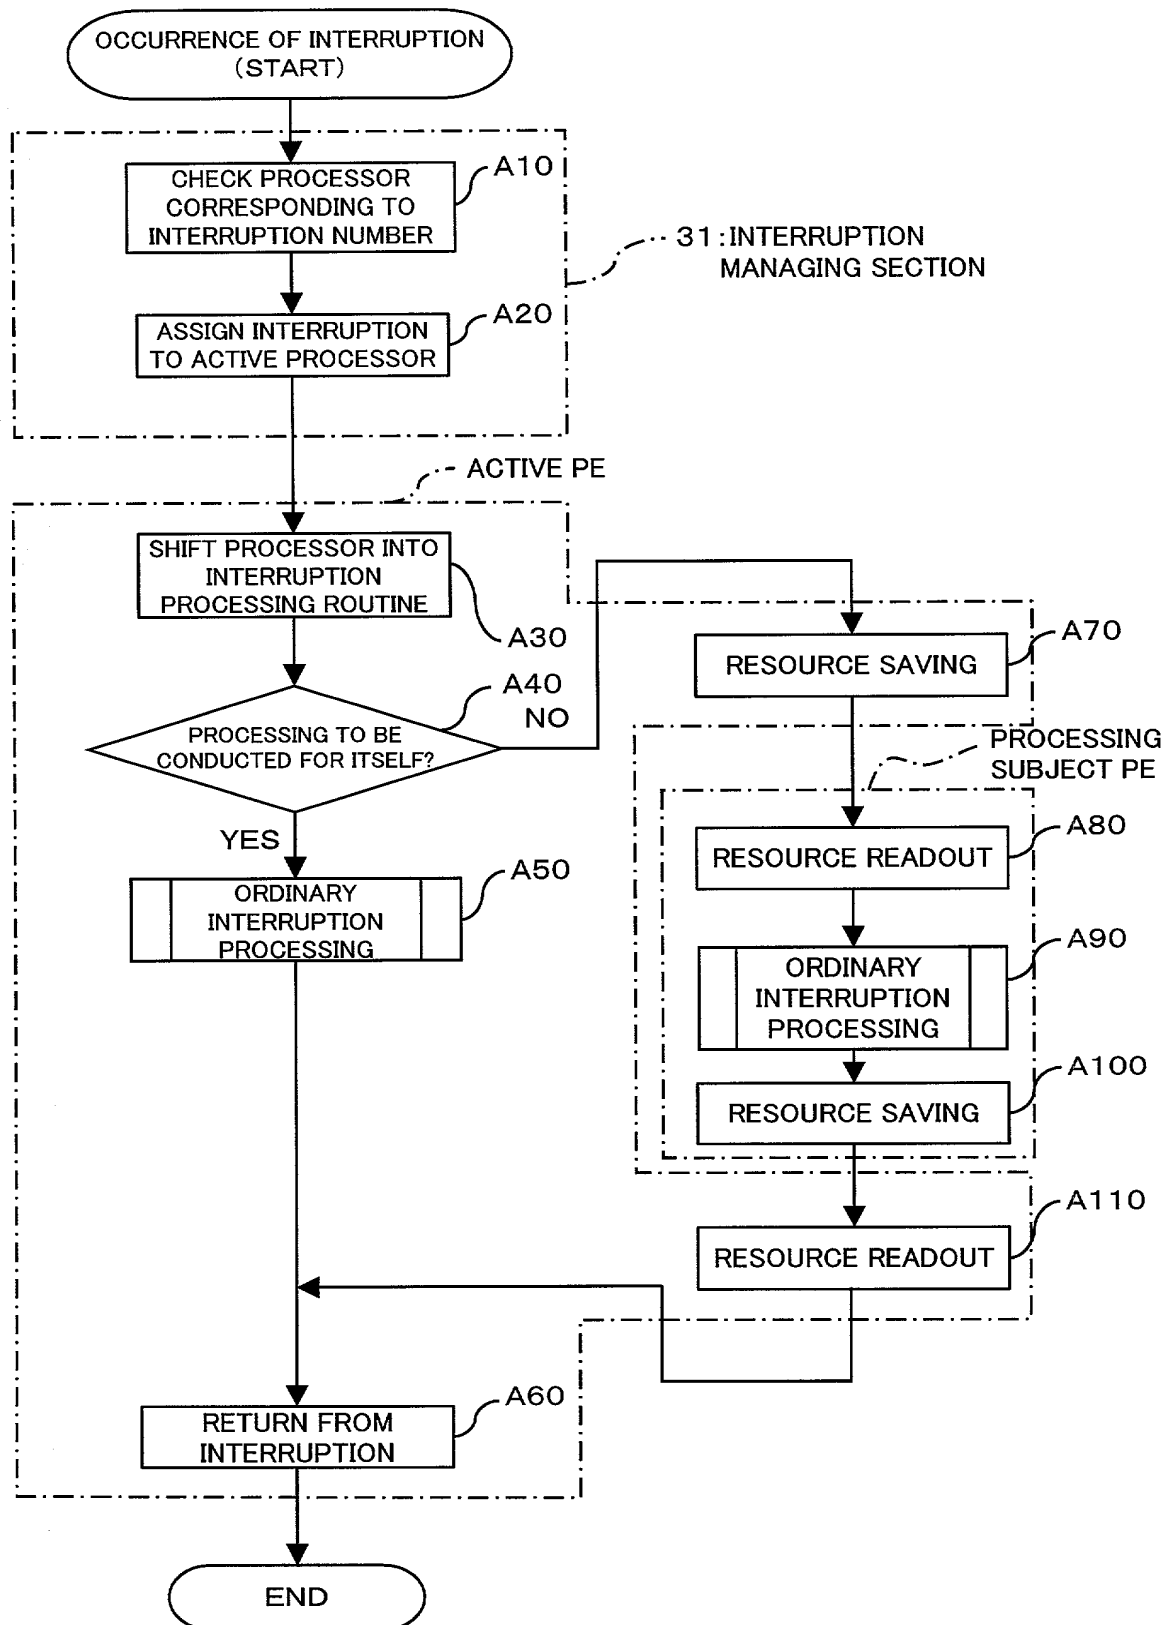 OCCURRENCE OF INTERRUPTION
(START)
A10
CHECK PROCESSOR
CORRESPONDING TO
INTERRUPTION NUMBER
31:INTERRUPTION
MANAGING SECTION
A20
ASSIGN INTERRUPTION
TO ACTIVE PROCESSOR
ACTIVE PE
SHIFT PROCESSOR INTO
INTERRUPTION
PROCESSING ROUTINE
A30
A40
NO
PROCESSING TO BE
CONDUCTED FOR ITSELF?
YES
A50
ORDINARY
INTERRUPTION
PROCESSING
A70
RESOURCE SAVING
PROCESSING
SUBJECT PE
A80
RESOURCE READOUT
A90
ORDINARY
INTERRUPTION
PROCESSING
A100
RESOURCE SAVING
A110
RESOURCE READOUT
A60
RETURN FROM
INTERRUPTION
END